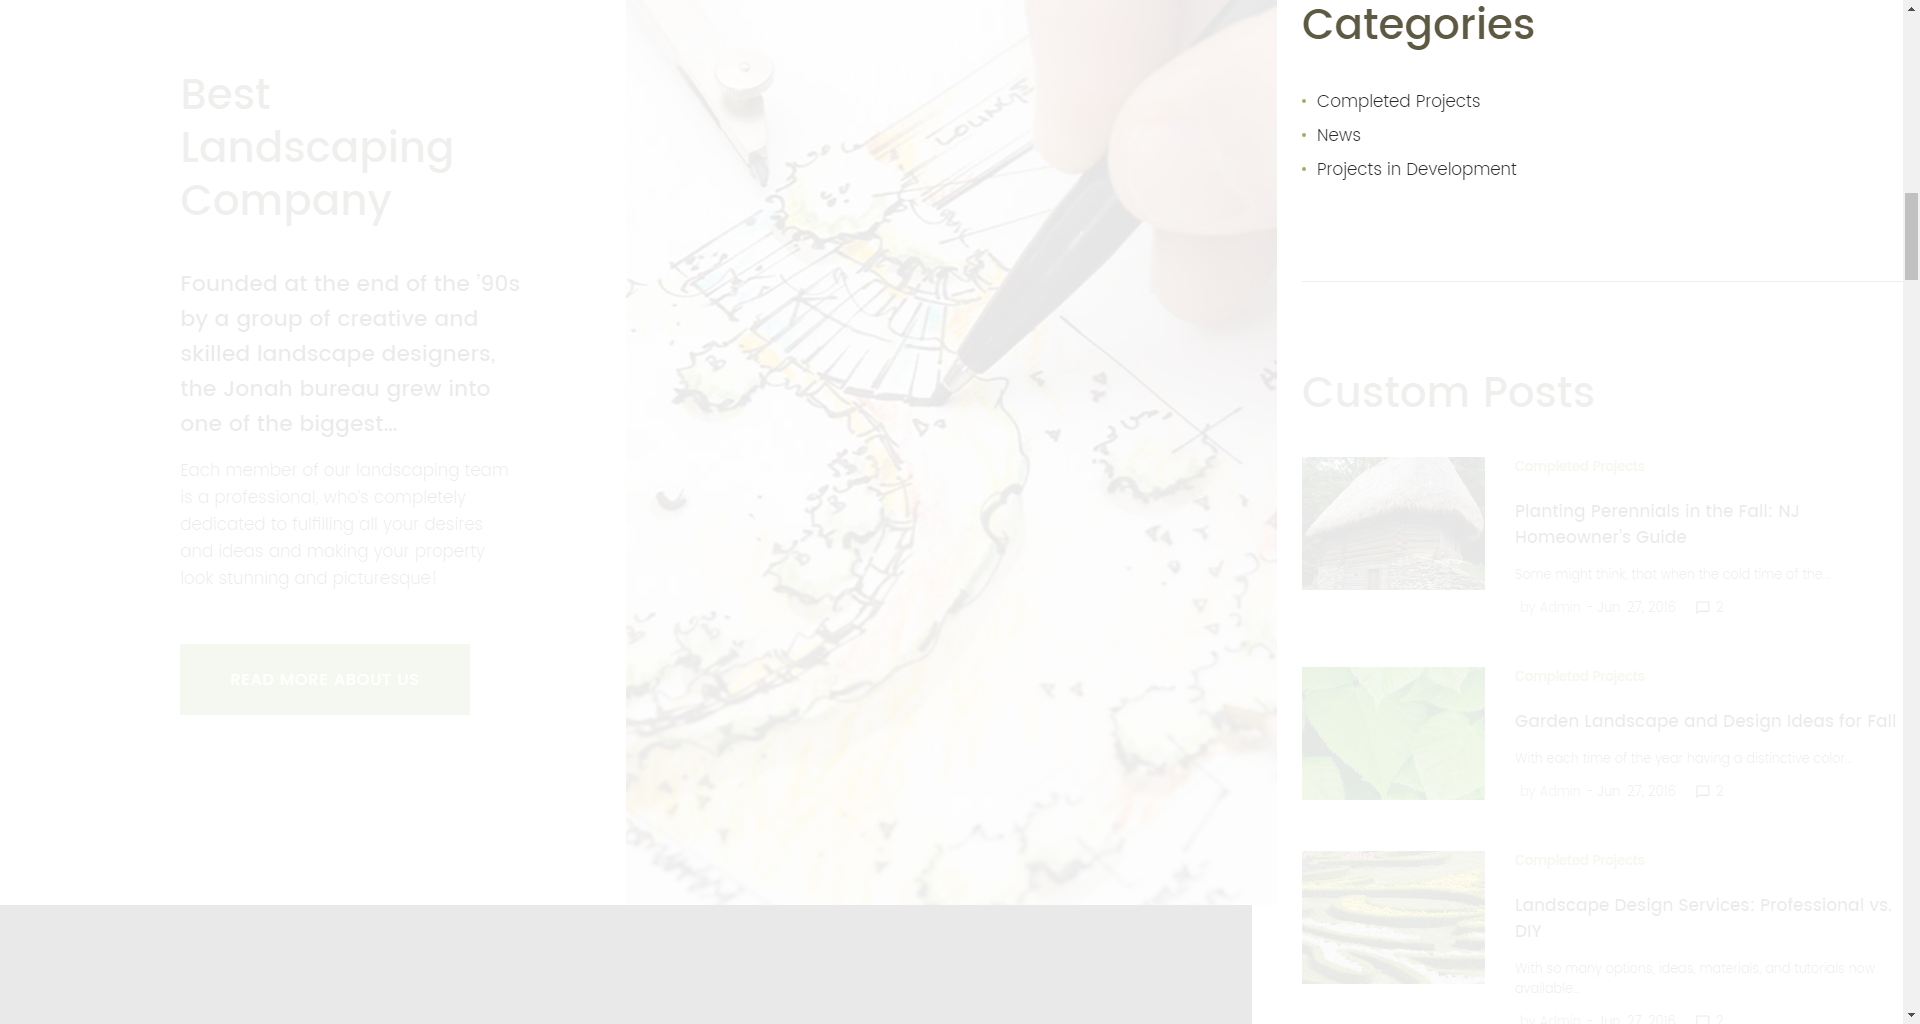 Best
Landscaping
Company
Founded at the end of the '90s
by a group of creative and
skilled landscape designers,
the Jonah bureau grew into
one of the biggest...
Each member of our landscaping team
is a professional, who's completely
dedicated to fulfilling all your desires
and ideas and making your property
look stunning and picturesque!
READ MORE ABOUT US
Categories
Completed Projects
News
Projects in Development
Custom Posts
Completed Projects
Planting Perennials in the Fall: NJ
Homeowner's Guide
Some might think, that when the cold time of the...
by Admin - Jun 27, 2016 2
Completed Projects
Garden Landscape and Design Ideas for Fall
With each time of the year having a distinctive color...
by Admin - Jun 27, 2016 2
Completed Projects
Landscape Design Services: Professional vs.
DIY
With so many options, ideas, materials, and tutorials now
available...
by Admin - Jun 27, 2016 2